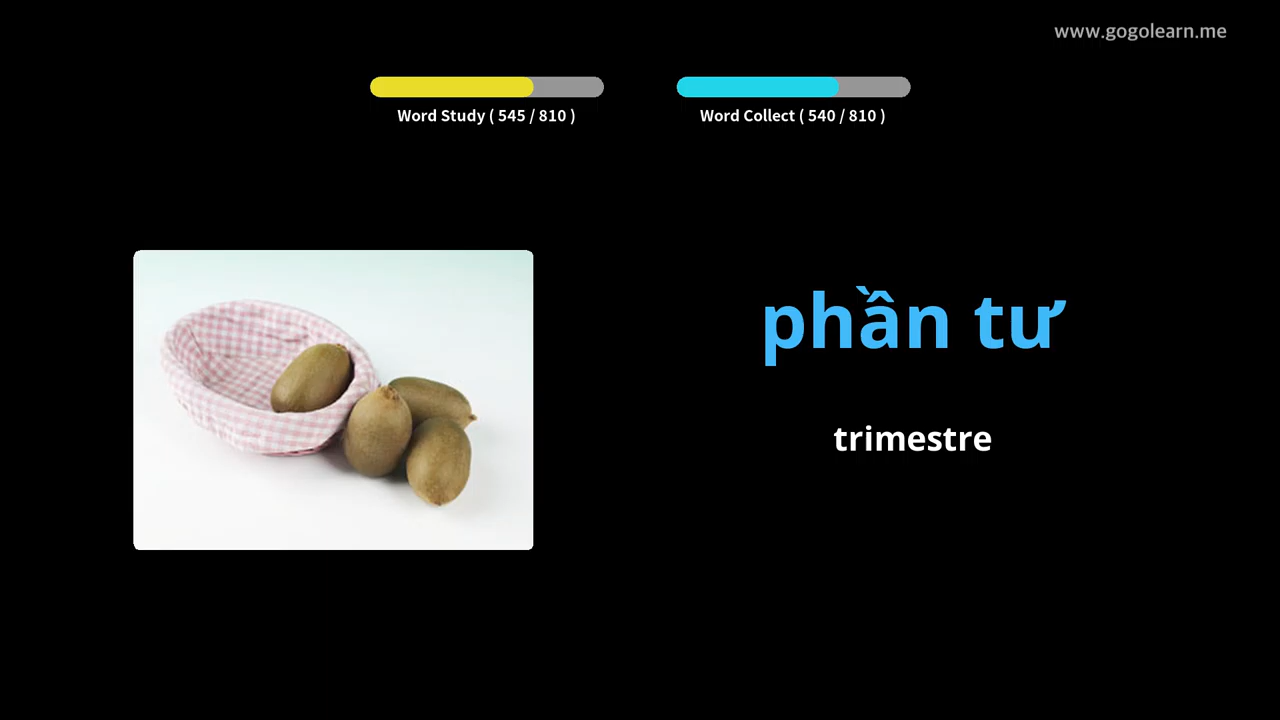 www.gogolearn.me
Word Study ( 545 / 810 )
Word Collect ( 540 / 810 )
phần tư
trimestre